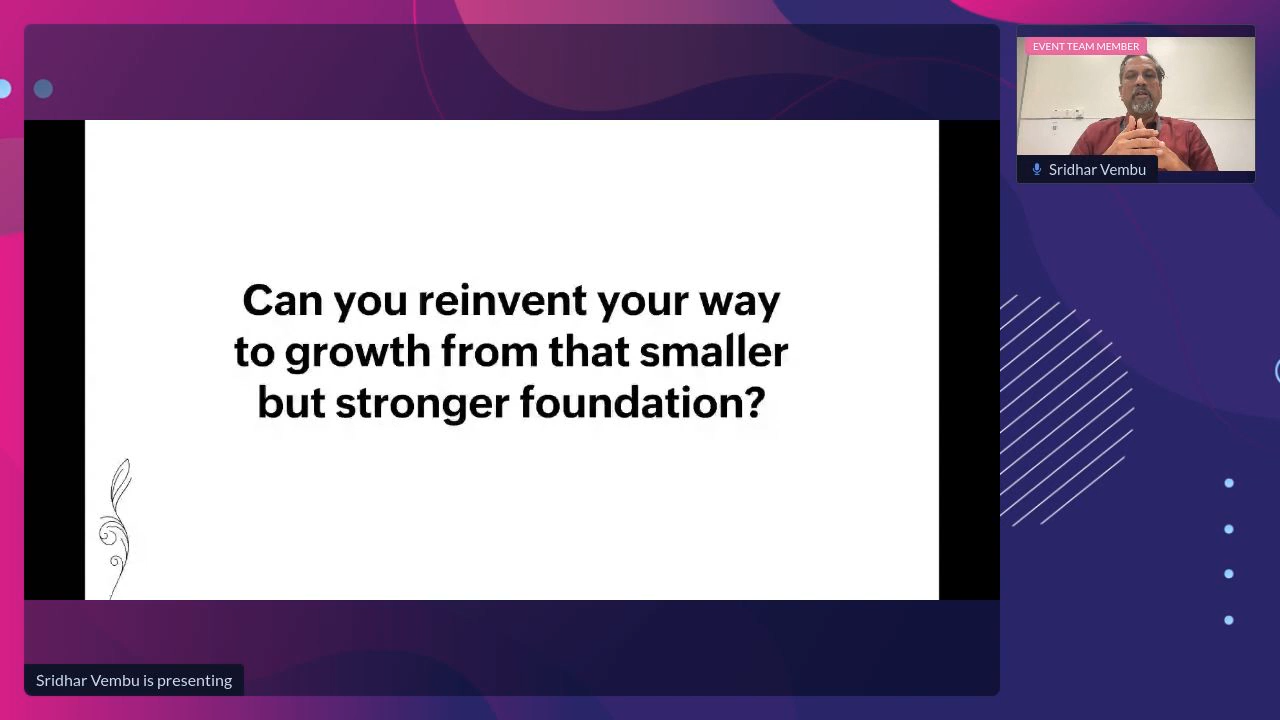 EVENT TEAM MEMBER
Sridhar Vembu
Can you reinvent your way
to growth from that smaller
but stronger foundation?
Sridhar Vembu is presenting